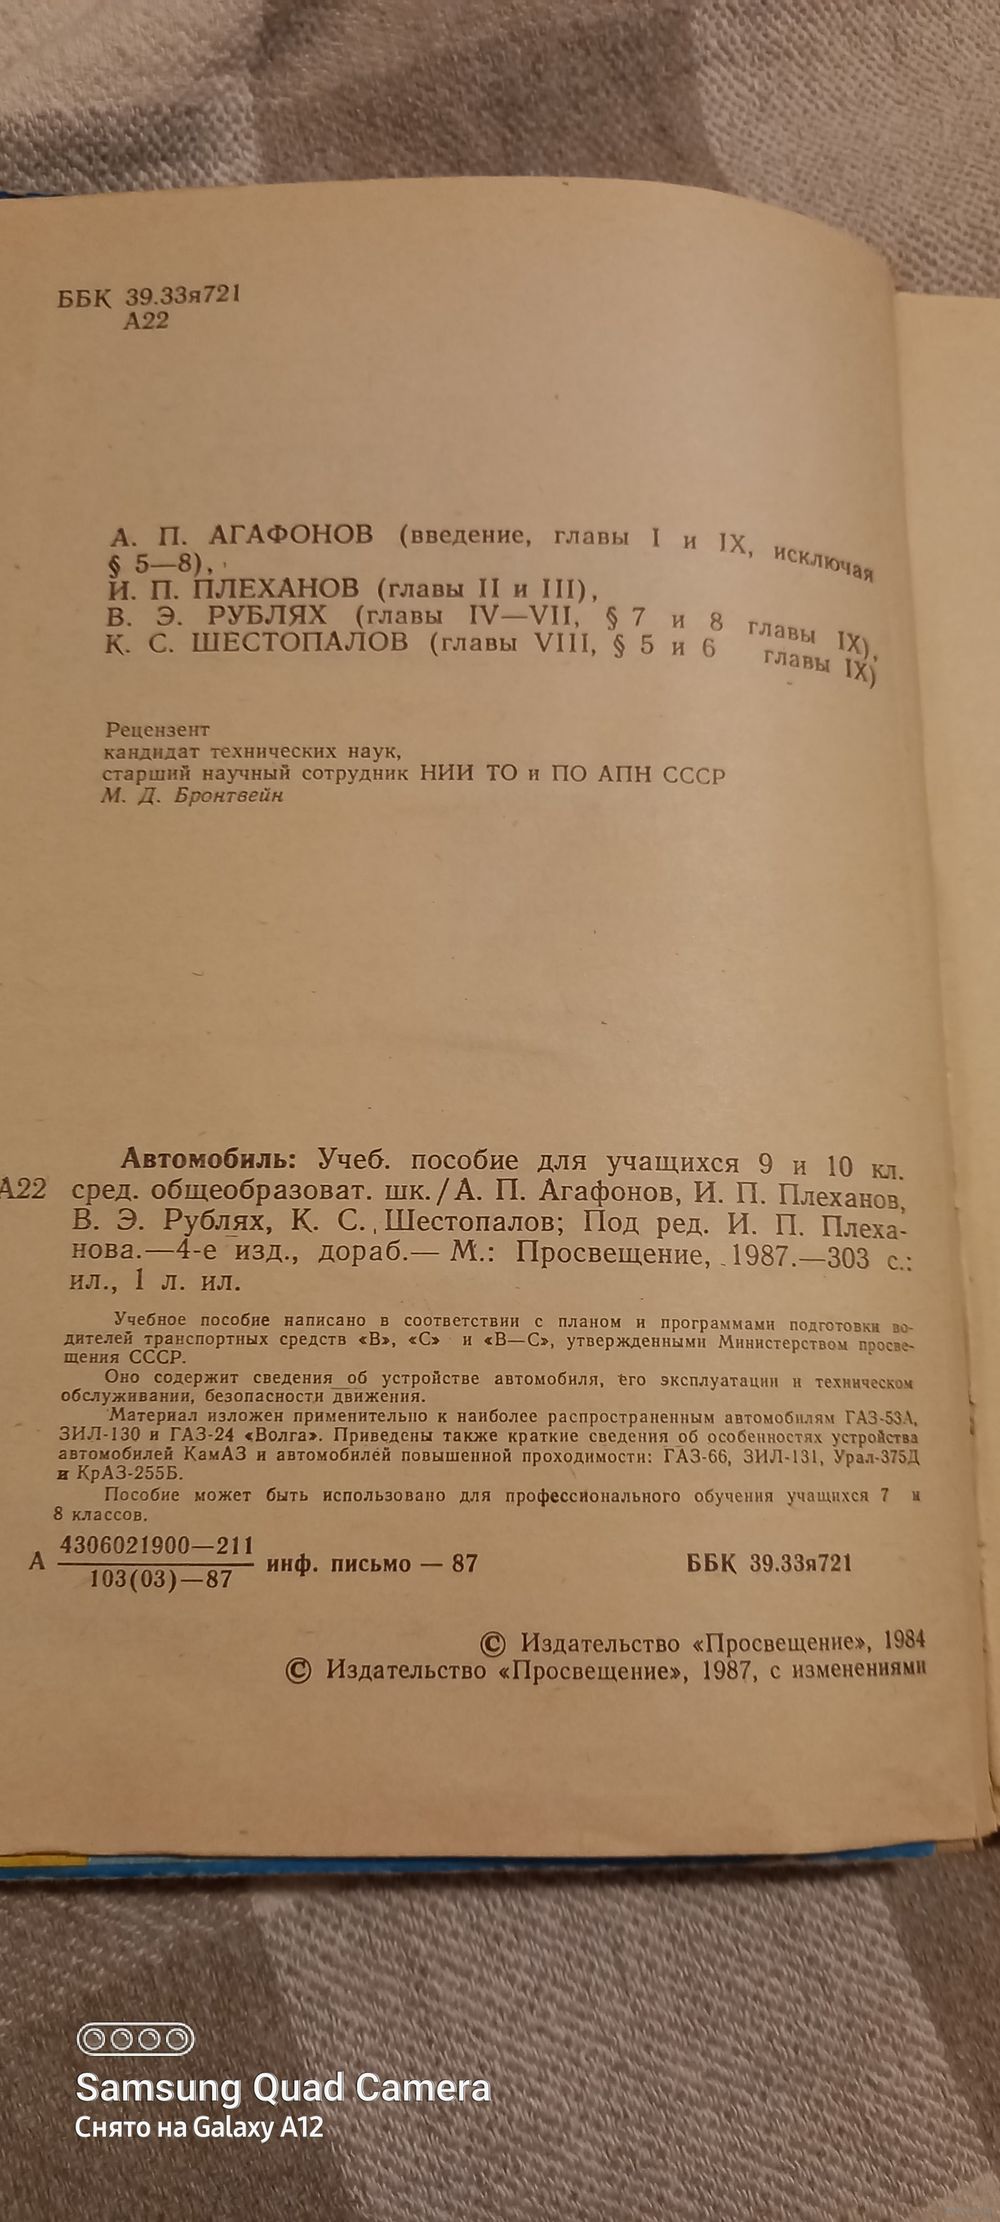 ББК 39.33я721
А22
А. П. АГАФОНОВ (введение, главы I и IX, исключая
§ 5—8),
И. П. ПЛЕХАНОВ (главы II и III),
В. Э. РУБЛЯХ (главы IV—VII, § 7 и 8 главы IX),
К. С. ШЕСТОПАЛОВ (главы VIII, § 5 и 6 главы IX)
Рецензент
кандидат технических наук,
старший научный сотрудник НИИ ТО и ПО АПН СССР
М. Д. Бронтвейн
Автомобиль: Учеб. пособие для учащихся 9 и 10 кл.
А22 сред. общеобразоват. шк./А. П. Агафонов, И. П. Плеханов,
В. Э. Рублях, К. С. Шестопалов; Под ред. И. П. Плеха-
нова.—4-е изд., дораб.— М.: Просвещение, 1987.—303 с.:
ил., 1 л. ил.
Учебное пособие написано в соответствии с планом и программами подготовки во-
дителей транспортных средств «В», «С» и «В—С», утвержденными Министерством просве-
щения СССР.
Оно содержит сведения об устройстве автомобиля, его эксплуатации и техническом
обслуживании, безопасности движения.
Материал изложен применительно к наиболее распространенным автомобилям ГАЗ-53А,
ЗИЛ-130 и ГАЗ-24 «Волга». Приведены также краткие сведения об особенностях устройства
автомобилей КамАЗ и автомобилей повышенной проходимости: ГАЗ-66, ЗИЛ-131, Урал-375Д
и КрАЗ-255Б.
Пособие может быть использовано для профессионального обучения учащихся 7 и
8 классов.
А 4306021900—211
103(03)—87 инф. письмо — 87 ББК 39.33я721
© Издательство «Просвещение», 1984
© Издательство «Просвещение», 1987, с изменениями
Samsung Quad Camera
Снято на Galaxy A12